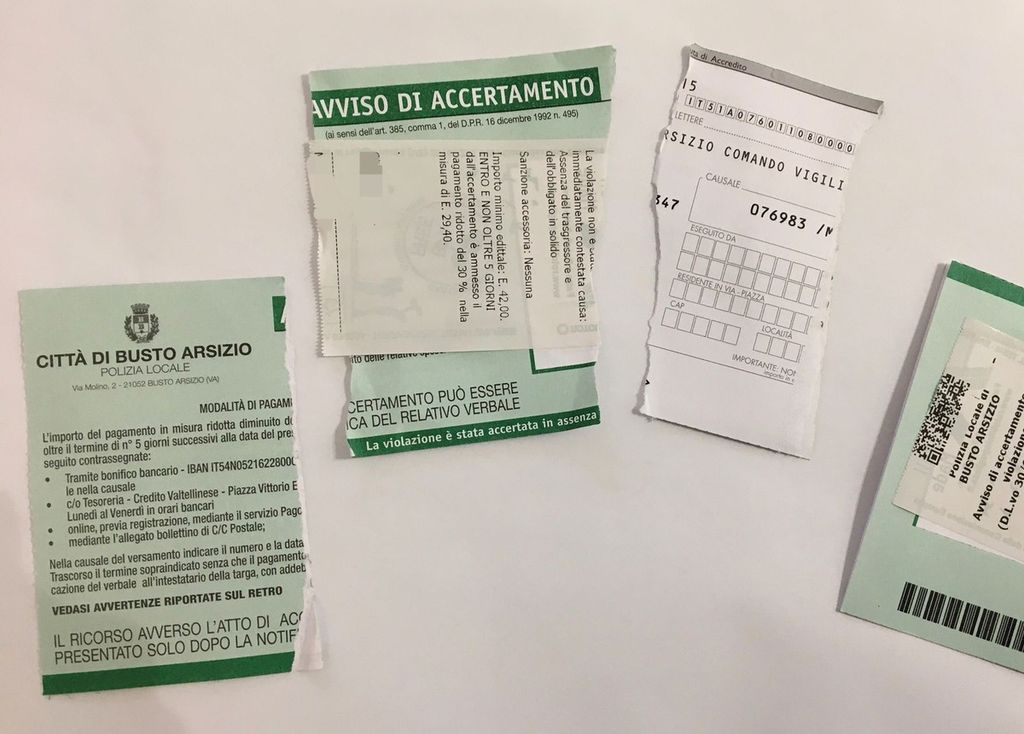 CITTÀ DI BUSTO ARSIZIO
POLIZIA LOCALE
Via Molino, 2 - 21052 BUSTO ARSIZIO (VA)
MODALITÀ DI PAGAM
L'importo del pagamento in misura ridotta diminuito d
oltre il termine di n° 5 giorni successivi alla data del pre
seguito contrassegnate:
• Tramite bonifico bancario - IBAN IT54N0521622800
le nella causale
• c/o Tesoreria - Credito Valtellinese - Piazza Vittorio E
Lunedì al Venerdì in orari bancari
• online, previa registrazione, mediante il servizio Pago
• mediante l'allegato bollettino di C/C Postale;
Nella causale del versamento indicare il numero e la data
Trascorso il termine sopraindicato senza che il pagamento
cazione del verbale all'intestatario della targa, con addeb
VEDASI AVVERTENZE RIPORTATE SUL RETRO
IL RICORSO AVVERSO L'ATTO DI ACC
PRESENTATO SOLO DOPO LA NOTIF
AVVISO DI ACCERTAMENTO
(ai sensi dell'art. 385, comma 1, del D.P.R. 16 dicembre 1992 n. 495)
La violazione non è stata
immediatamente contestata causa:
Assenza del trasgressore e
dell'obbligato in solido
Sanzione accessoria: Nessuna
Importo minimo edittale: E. 42,00.
ENTRO E NON OLTRE 5 GIORNI
dall'accertamento è ammesso il
pagamento ridotto del 30 % nella
misura di E. 29,40.
CERTAMENTO PUÒ ESSERE
ICA DEL RELATIVO VERBALE
La violazione è stata accertata in assenza
ta di Accredito
15
IT51A0760110800000
LETTERE
RSIZIO COMANDO VIGILI
CAUSALE
347
076983 /M
ESEGUITO DA
RESIDENTE IN VIA - PIAZZA
CAP
LOCALITÀ
IMPORTANTE: NON
Polizia Locale di
BUSTO ARSIZIO
Avviso di accertamento
violazion
(D.L.vo 30